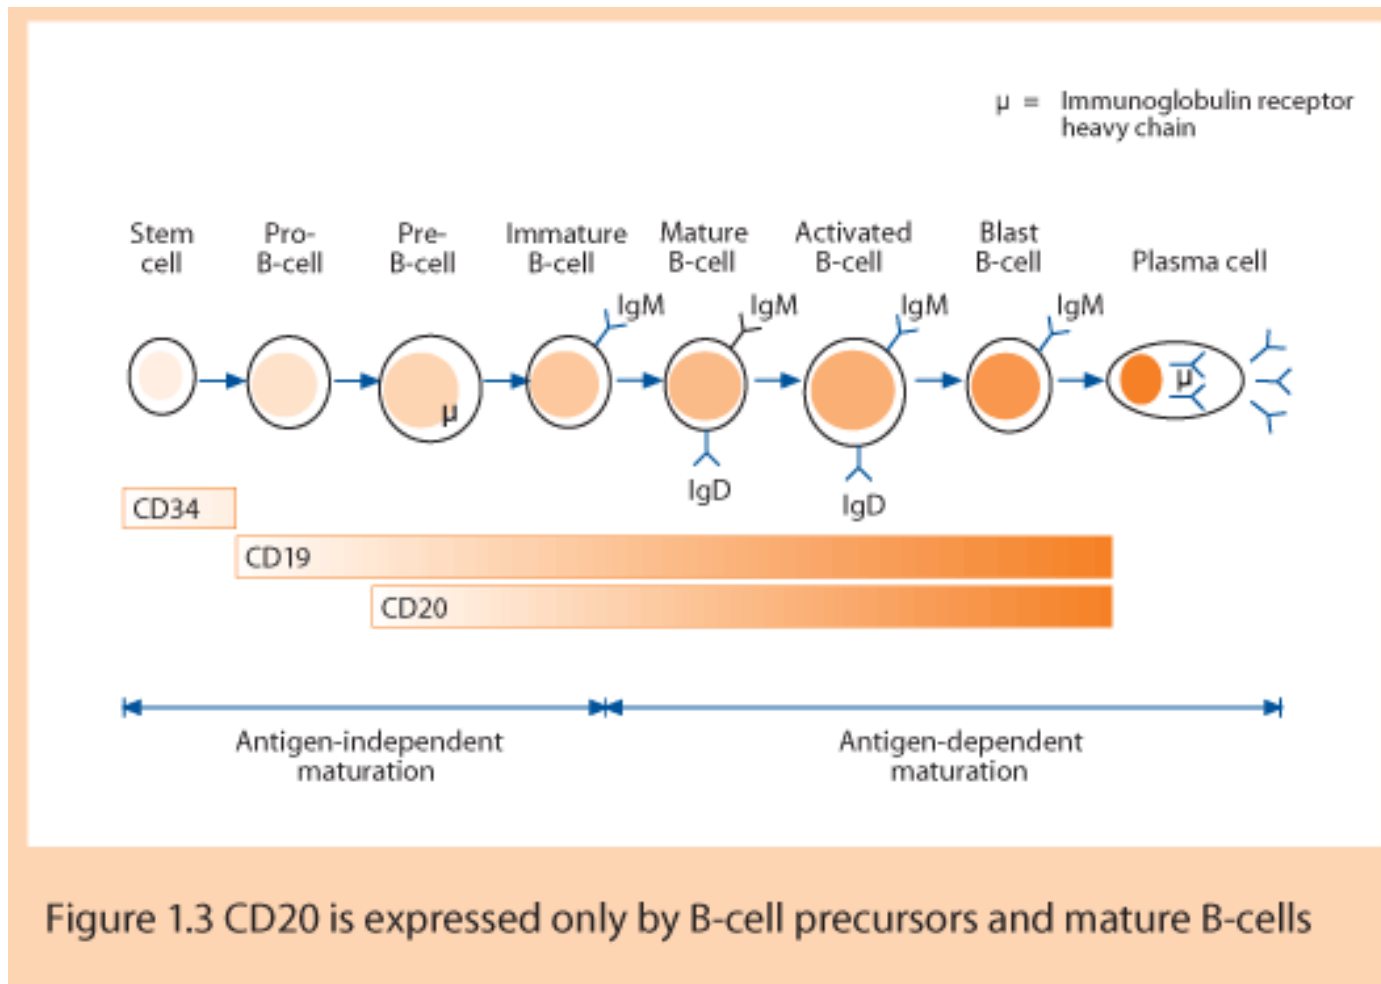 μ = Immunoglobulin receptor
heavy chain
Stem
cell
Pro-
B-cell
Pre-
B-cell
Immature
B-cell
Mature
B-cell
Activated
B-cell
Blast
B-cell
Plasma cell
IgM
IgM
IgM
IgM
μ
μ
IgD
IgD
CD34
CD19
CD20
Antigen-independent
maturation
Antigen-dependent
maturation
Figure 1.3 CD20 is expressed only by B-cell precursors and mature B-cells